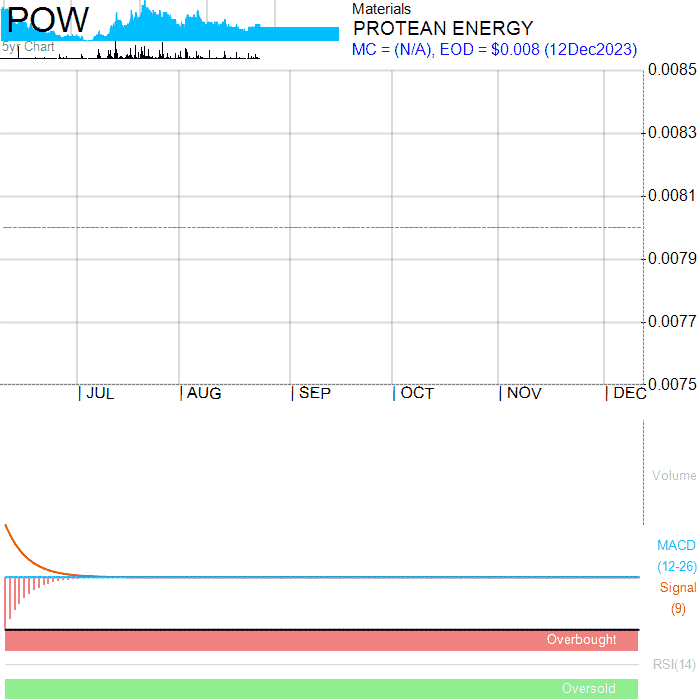 POW
5yr Chart
Materials
PROTEAN ENERGY
MC = (N/A), EOD = $0.008 (12Dec2023)
0.0085
0.0083
0.0081
0.0079
0.0077
0.0075
| JUL | AUG | SEP | OCT | NOV | DEC
Volume
MACD
(12-26)
Signal
(9)
Overbought
RSI(14)
Oversold